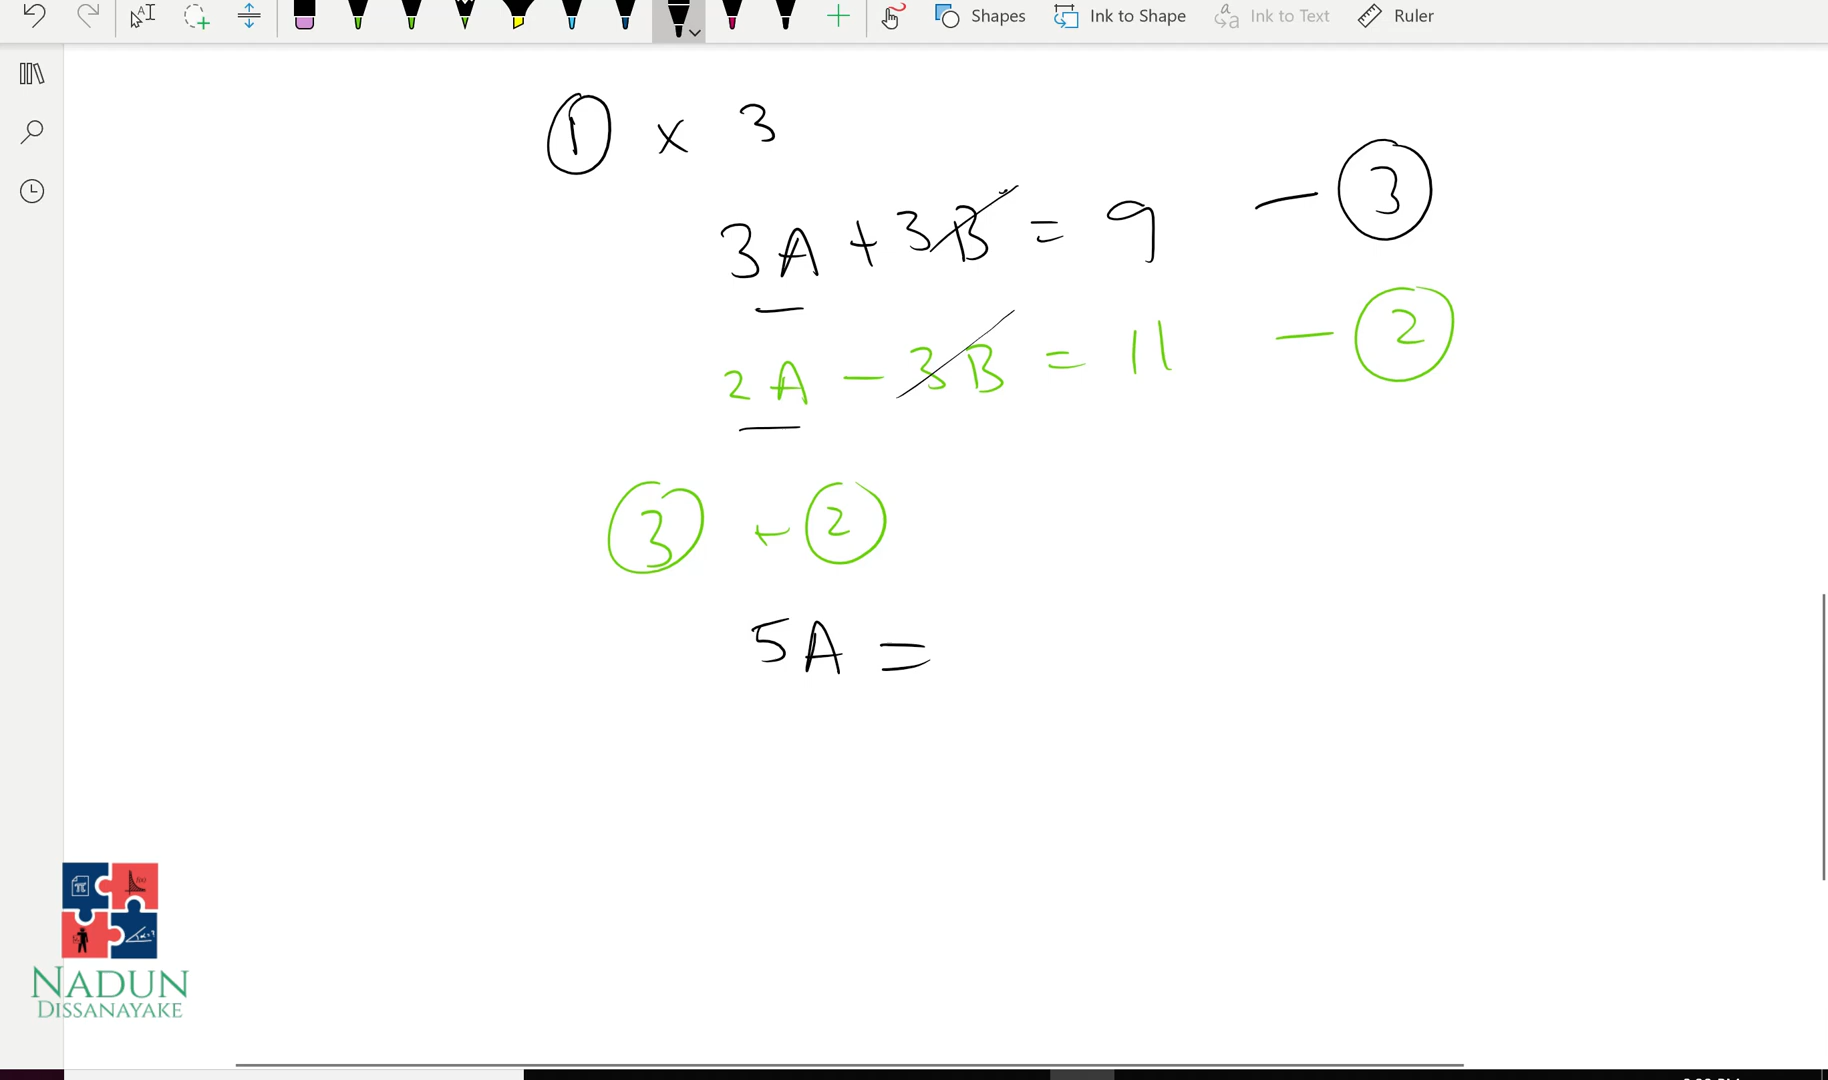 Shapes Ink to Shape Ink to Text Ruler
① × 3
3A + 3B = 9 — ③
2A - 3B = 11 — ②
③ + ②
5A =
NADUN
DISSANAYAKE